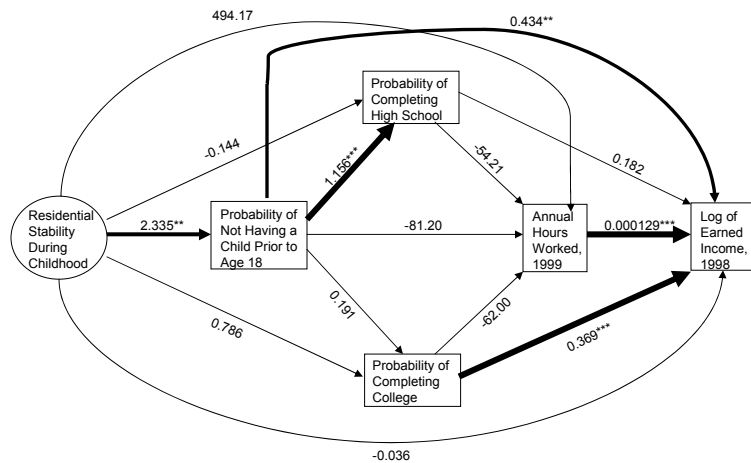 494.17
0.434**
Probability of
Completing
High School
-0.144
1.156***
-54.21
0.182
Residential
Stability
During
Childhood
2.335**
Probability of
Not Having a
Child Prior to
Age 18
-81.20
Annual
Hours
Worked,
1999
0.000129***
Log of
Earned
Income,
1998
0.786
0.191
-62.00
0.369***
Probability of
Completing
College
-0.036